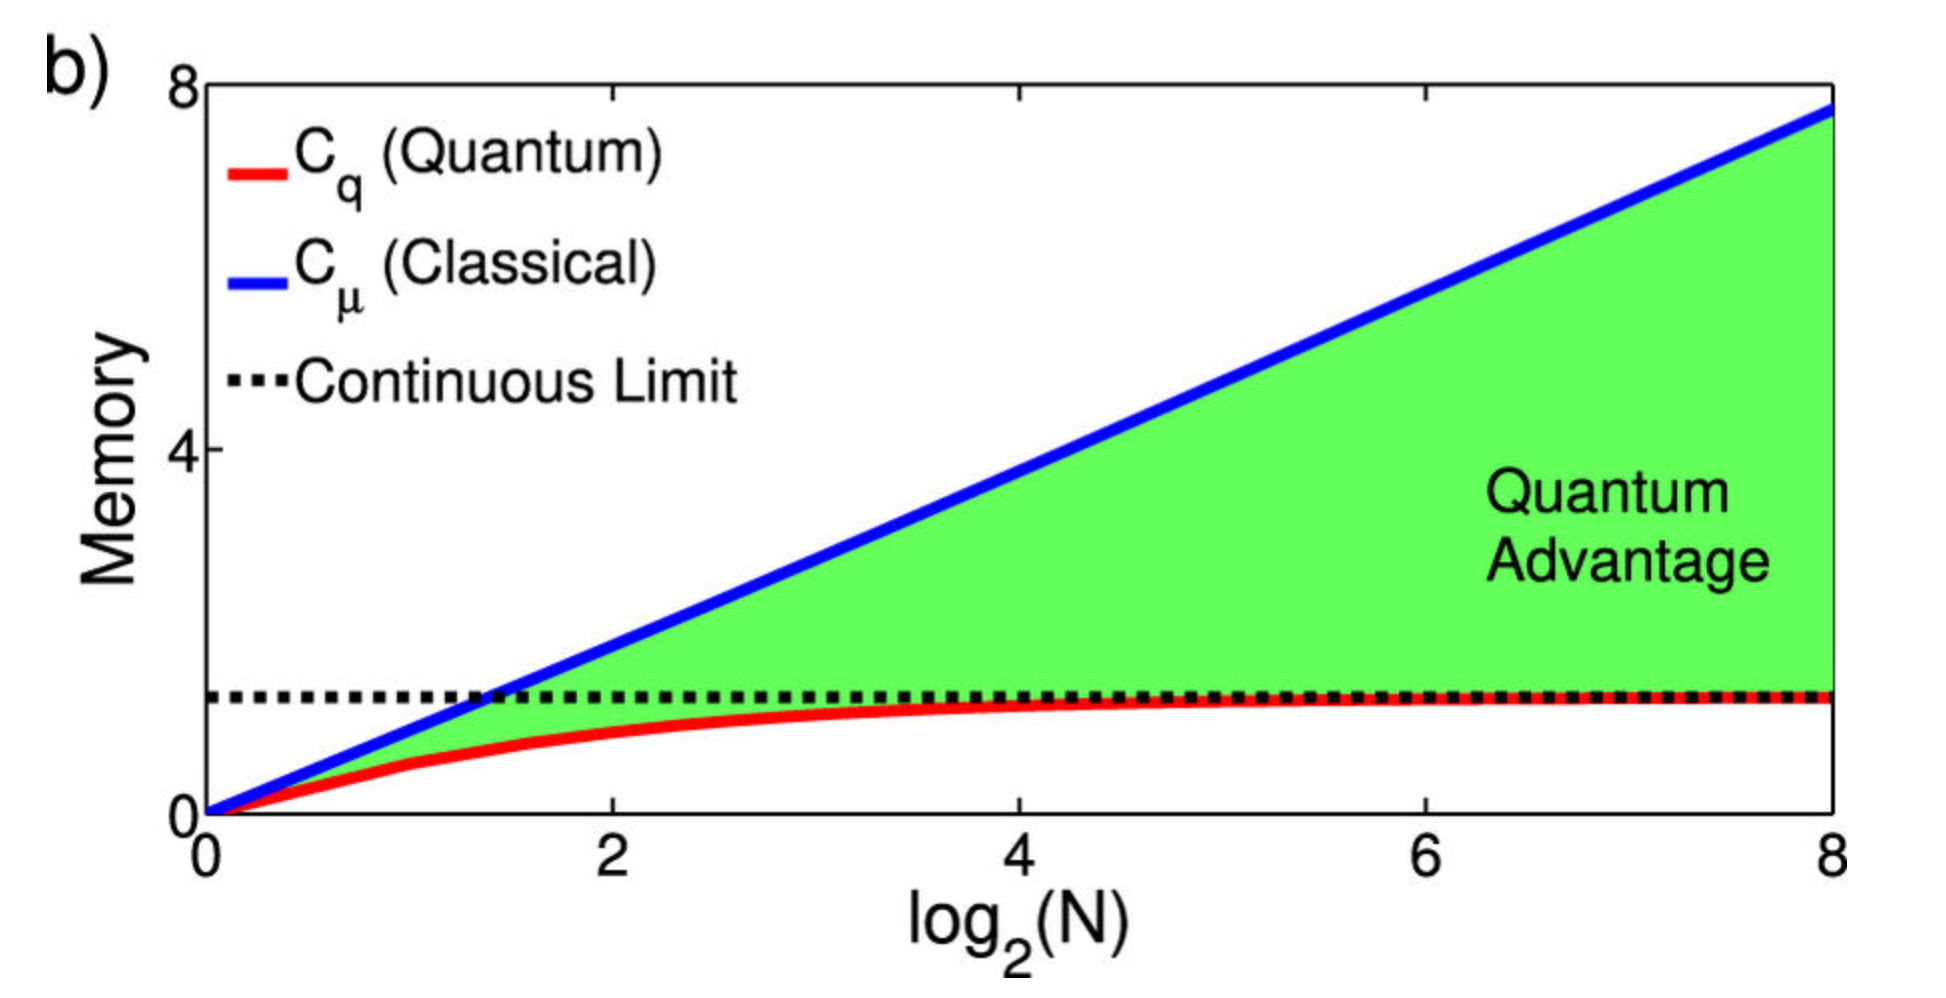 b)
8
C_q (Quantum)
C_μ (Classical)
Continuous Limit
Memory
4
Quantum
Advantage
0
0 2 4 6 8
log_2(N)